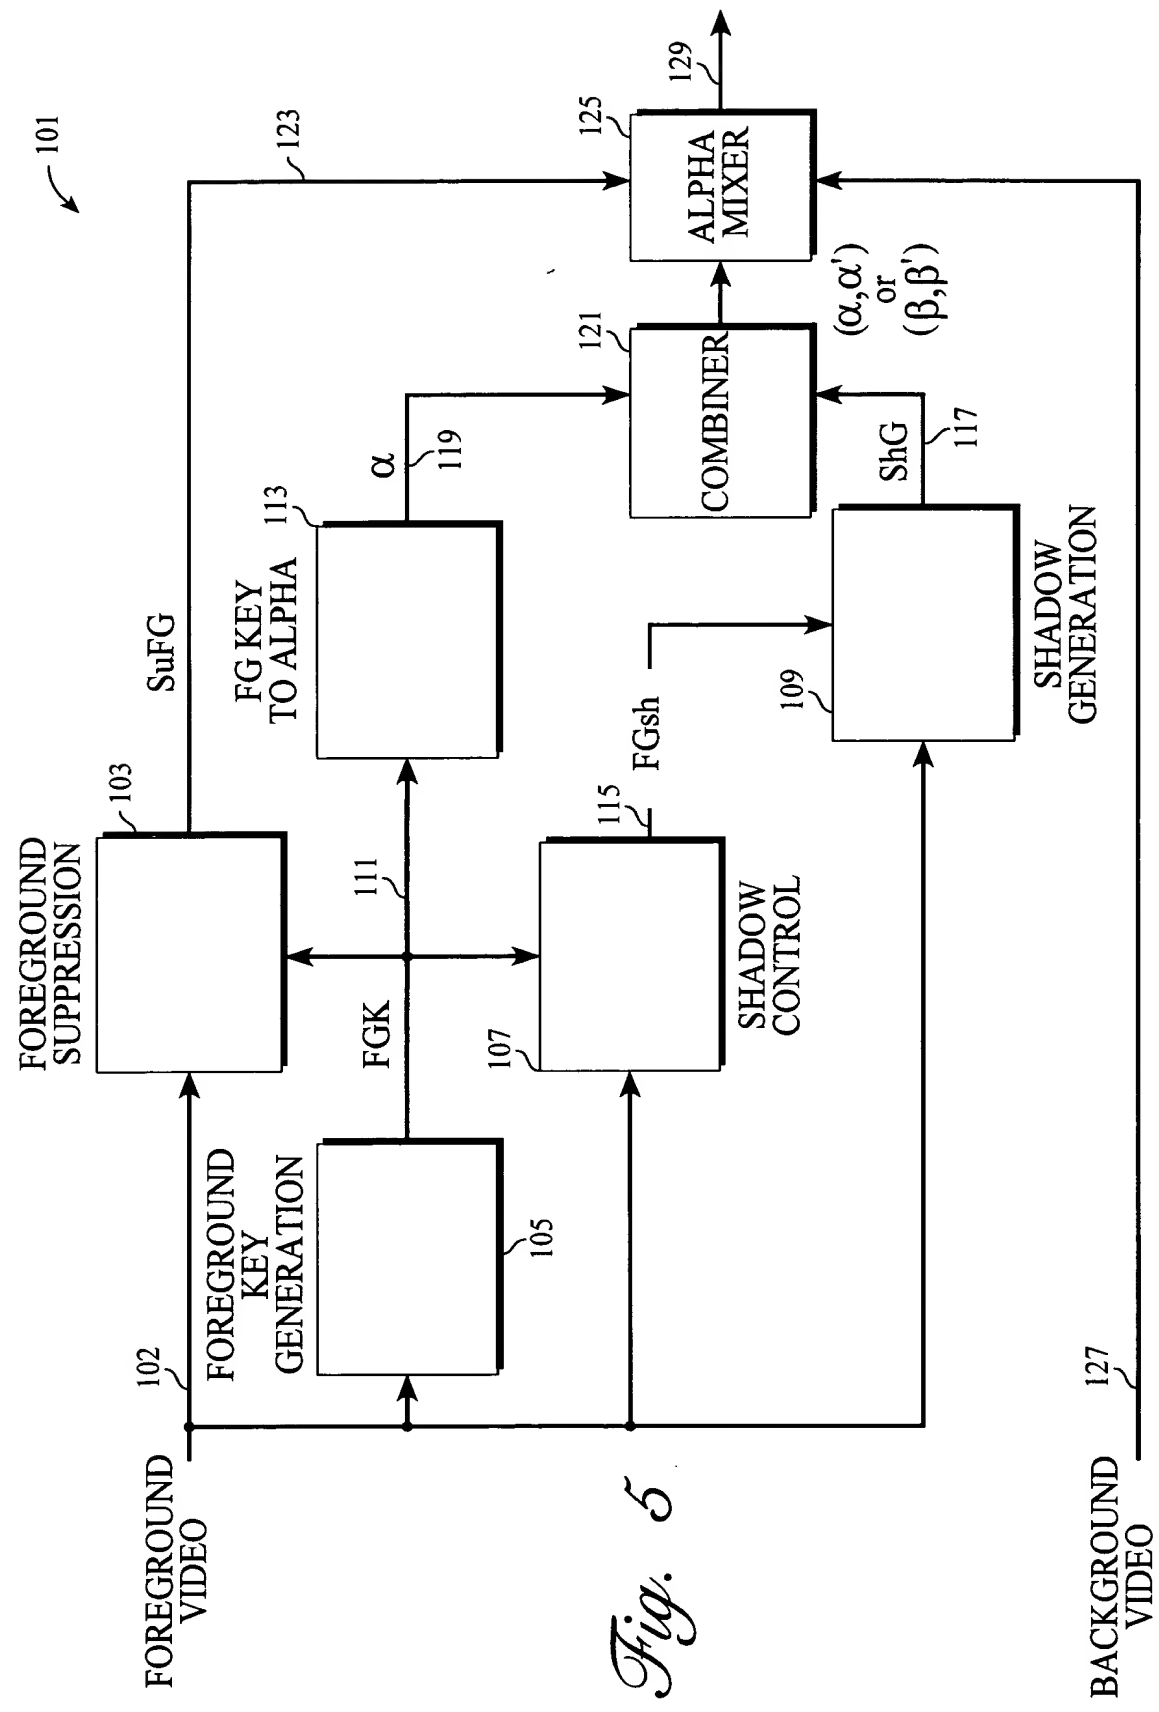 101
FOREGROUND
VIDEO
102
FOREGROUND
SUPPRESSION
103
SuFG
123
FOREGROUND
KEY
GENERATION
105
FGK
111
FG KEY
TO ALPHA
113
α
119
107
SHADOW
CONTROL
115
FGsh
109
SHADOW
GENERATION
ShG
117
COMBINER
121
(α,α')
or
(β,β')
ALPHA
MIXER
125
129
BACKGROUND
VIDEO
127
Fig. 5